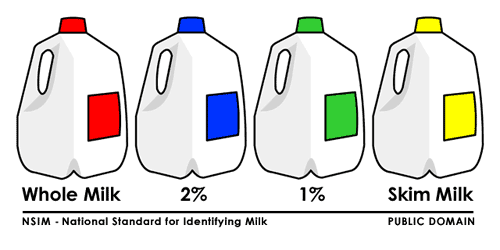 Whole Milk 2% 1% Skim Milk
NSIM - National Standard for Identifying Milk PUBLIC DOMAIN